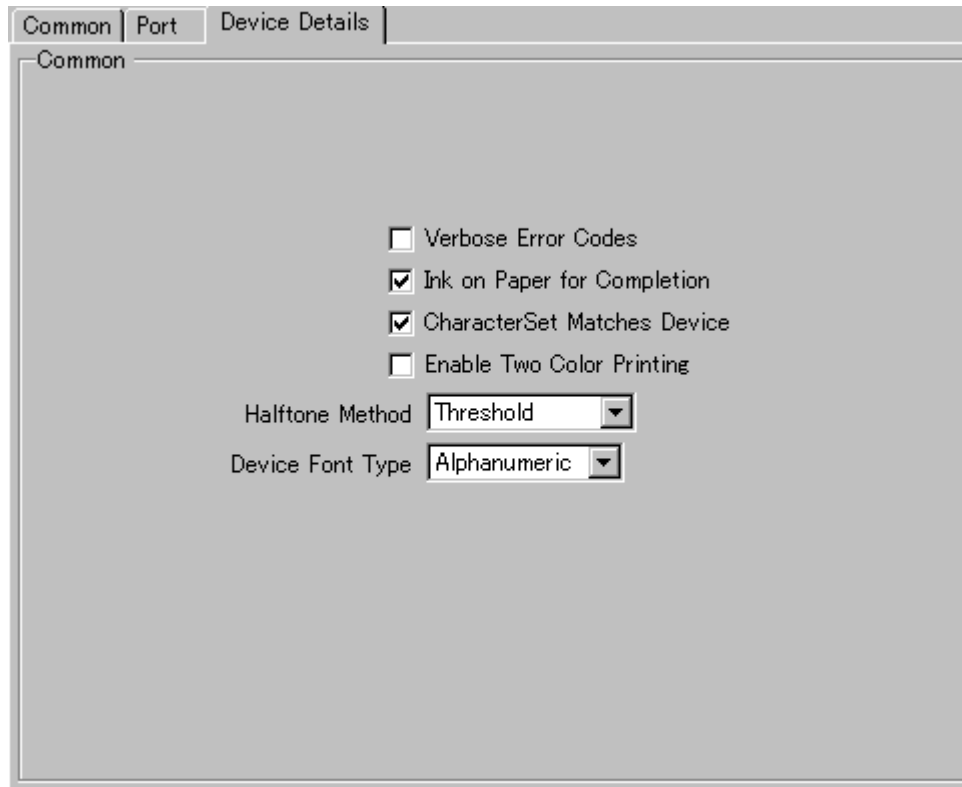 Common Port Device Details
Common
Verbose Error Codes
Ink on Paper for Completion
CharacterSet Matches Device
Enable Two Color Printing
Halftone Method Threshold
Device Font Type Alphanumeric